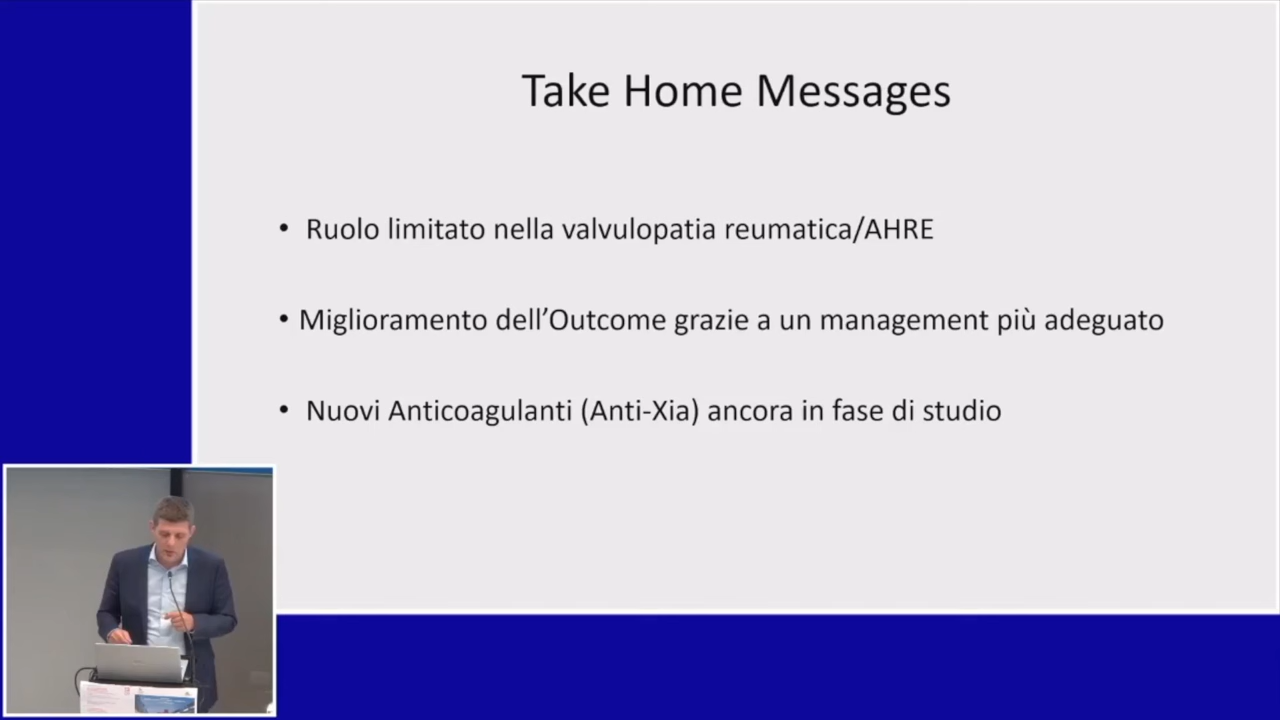 Take Home Messages
• Ruolo limitato nella valvulopatia reumatica/AHRE
• Miglioramento dell’Outcome grazie a un management più adeguato
• Nuovi Anticoagulanti (Anti-Xia) ancora in fase di studio